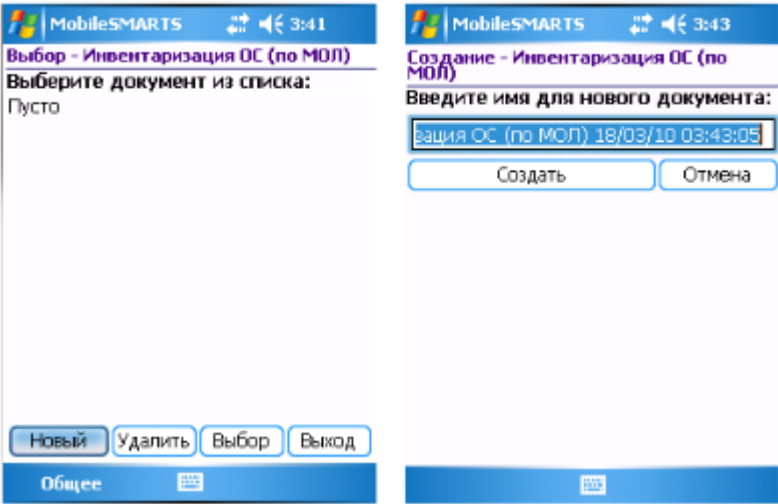 MobileSMARTS 3:41
Выбор - Инвентаризация ОС (по МОЛ)
Выберите документ из списка:
Пусто
Новый Удалить Выбор Выход
Общее
MobileSMARTS 3:43
Создание - Инвентаризация ОС (по
МОЛ)
Введите имя для нового документа:
зация ОС (по МОЛ) 18/03/10 03:43:05
Создать Отмена